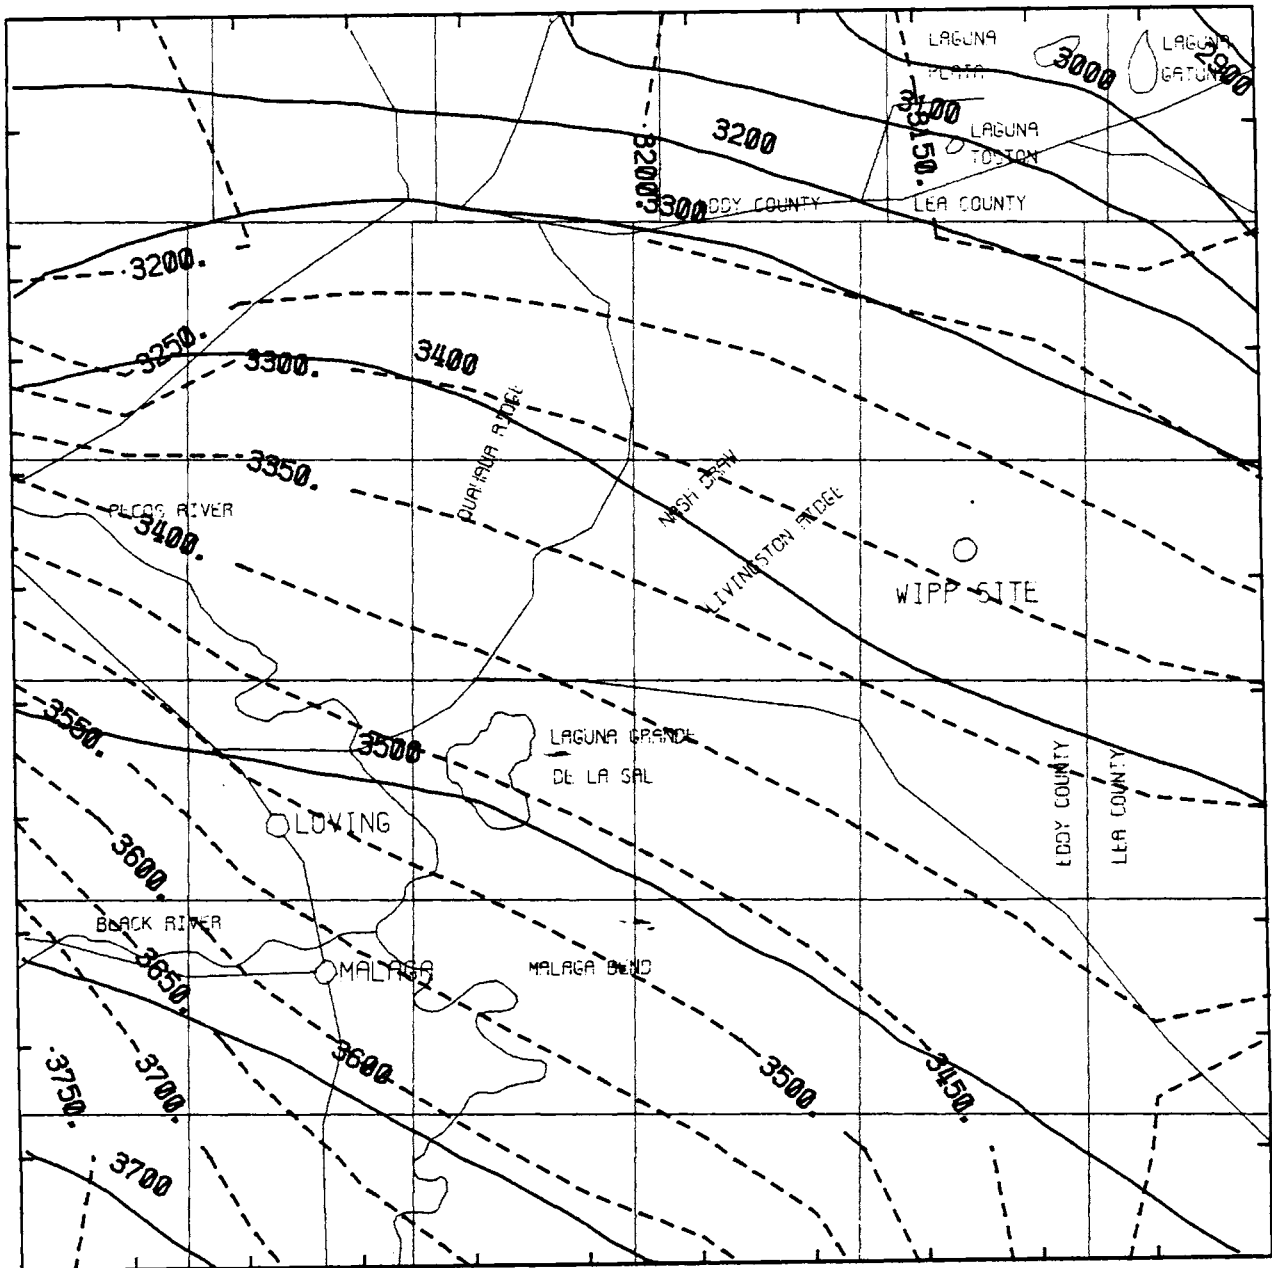 LAGUNA
PLAYA
LAGUNA
GATUNA
3000
2900
3100
3150.
3200
LAGUNA
TOSTON
3200.
3300
EDDY COUNTY
LEA COUNTY
3200.
3250.
3300.
3400
3350.
QUAHADA RIDGE
NASH DRAW
PECOS RIVER
3400.
LIVINGSTON RIDGE
WIPP SITE
3550.
3500
LAGUNA GRANDE
DE LA SAL
EDDY COUNTY
LEA COUNTY
LOVING
3600.
BLACK RIVER
3650.
MALAGA
MALAGA BEND
3750.
3700.
3600
3500.
3450.
3700